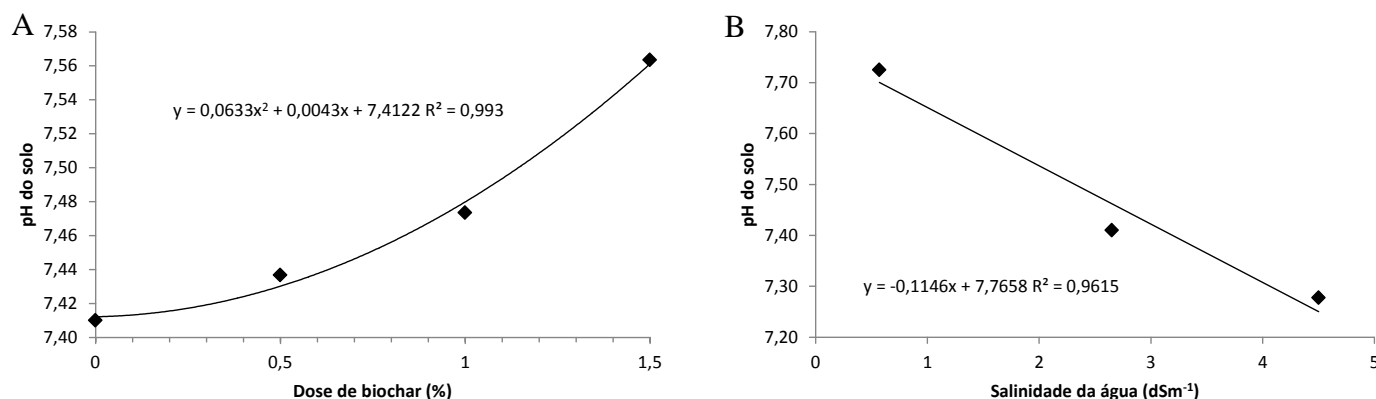 A
7,58
7,56
7,54
7,52
7,50
7,48
7,46
7,44
7,42
7,40
pH do solo
y = 0,0633x² + 0,0043x + 7,4122 R² = 0,993
0 0,5 1 1,5
Dose de biochar (%)
B
7,80
7,70
7,60
7,50
7,40
7,30
7,20
pH do solo
y = -0,1146x + 7,7658 R² = 0,9615
0 1 2 3 4 5
Salinidade da água (dSm⁻¹)